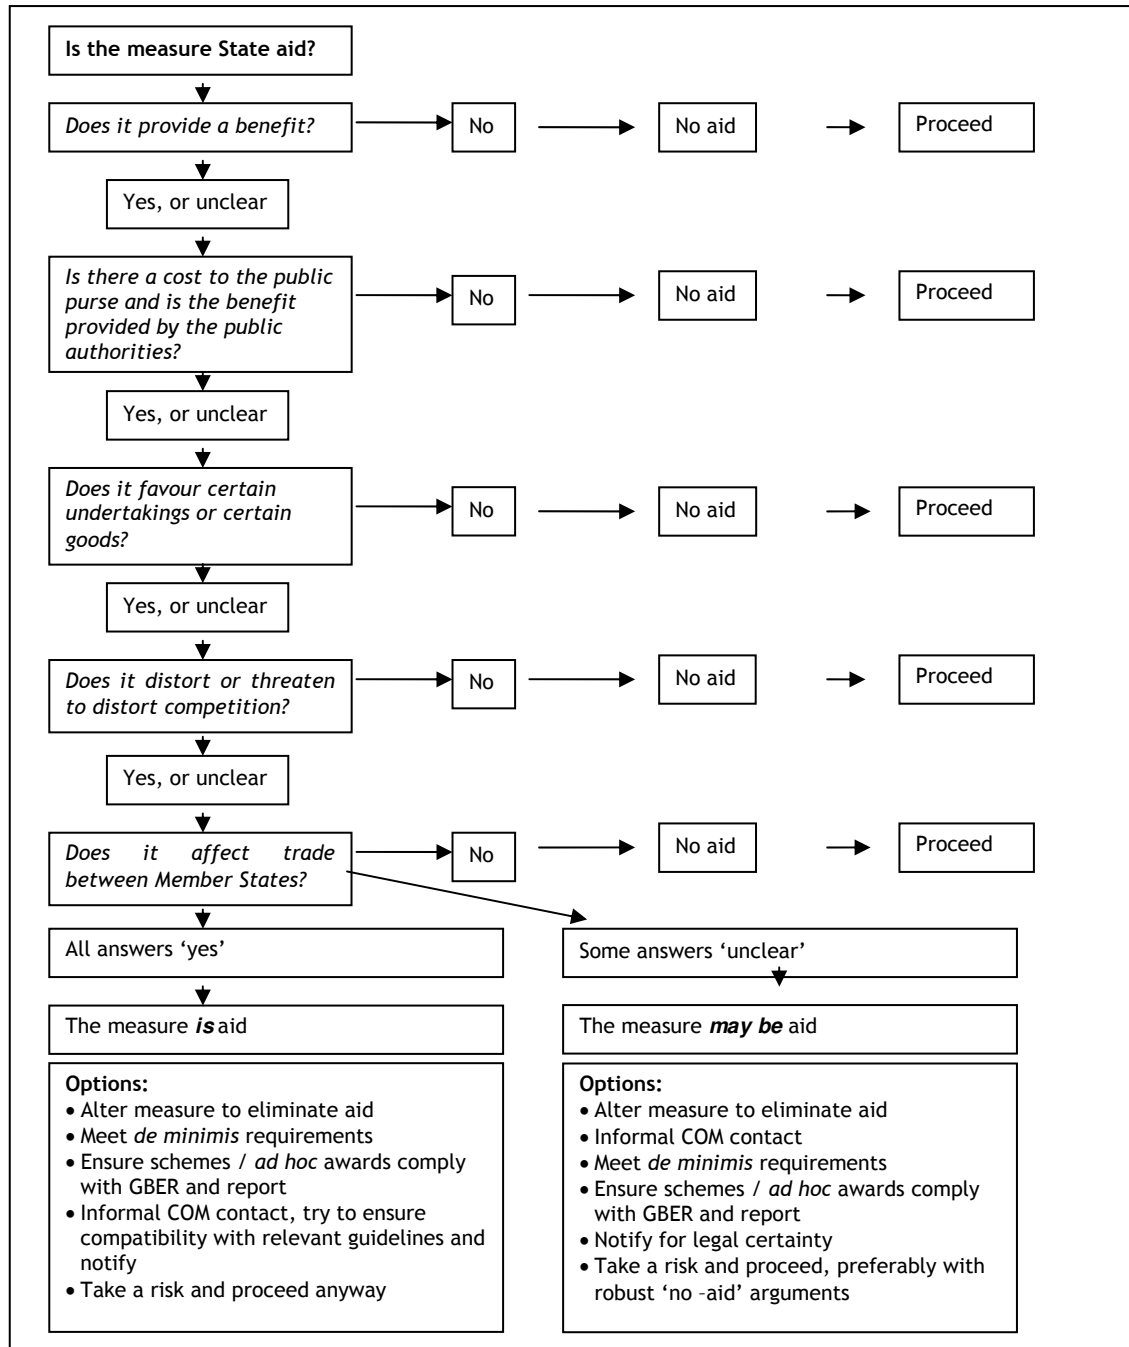 Is the measure State aid?
Does it provide a benefit?
No
No aid
Proceed
Yes, or unclear
Is there a cost to the public
purse and is the benefit
provided by the public
authorities?
No
No aid
Proceed
Yes, or unclear
Does it favour certain
undertakings or certain
goods?
No
No aid
Proceed
Yes, or unclear
Does it distort or threaten
to distort competition?
No
No aid
Proceed
Yes, or unclear
Does it affect trade
between Member States?
No
No aid
Proceed
All answers ‘yes’
Some answers ‘unclear’
The measure is aid
The measure may be aid
Options:
• Alter measure to eliminate aid
• Meet de minimis requirements
• Ensure schemes / ad hoc awards comply
with GBER and report
• Informal COM contact, try to ensure
compatibility with relevant guidelines and
notify
• Take a risk and proceed anyway
Options:
• Alter measure to eliminate aid
• Informal COM contact
• Meet de minimis requirements
• Ensure schemes / ad hoc awards comply
with GBER and report
• Notify for legal certainty
• Take a risk and proceed, preferably with
robust ‘no –aid’ arguments